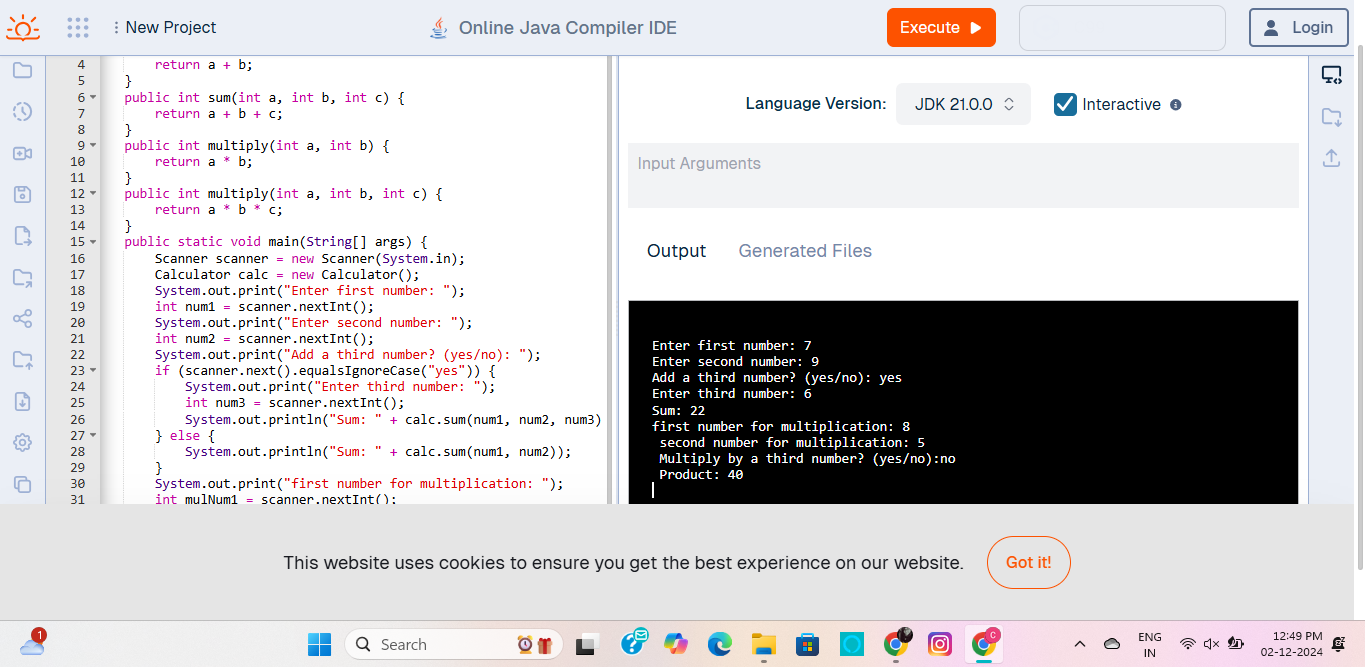 New Project
Online Java Compiler IDE
Execute
Login
4 return a + b;
5 }
6 public int sum(int a, int b, int c) {
7 return a + b + c;
8 }
9 public int multiply(int a, int b) {
10 return a * b;
11 }
12 public int multiply(int a, int b, int c) {
13 return a * b * c;
14 }
15 public static void main(String[] args) {
16 Scanner scanner = new Scanner(System.in);
17 Calculator calc = new Calculator();
18 System.out.print("Enter first number: ");
19 int num1 = scanner.nextInt();
20 System.out.print("Enter second number: ");
21 int num2 = scanner.nextInt();
22 System.out.print("Add a third number? (yes/no): ");
23 if (scanner.next().equalsIgnoreCase("yes")) {
24 System.out.print("Enter third number: ");
25 int num3 = scanner.nextInt();
26 System.out.println("Sum: " + calc.sum(num1, num2, num3)
27 } else {
28 System.out.println("Sum: " + calc.sum(num1, num2));
29 }
30 System.out.print("first number for multiplication: ");
31 int mulNum1 = scanner.nextInt();
Language Version: JDK 21.0.0 Interactive
Input Arguments
Output Generated Files
Enter first number: 7
Enter second number: 9
Add a third number? (yes/no): yes
Enter third number: 6
Sum: 22
first number for multiplication: 8
second number for multiplication: 5
Multiply by a third number? (yes/no):no
Product: 40
This website uses cookies to ensure you get the best experience on our website.
Got it!
1
Search
C
ENG
IN
12:49 PM
02-12-2024